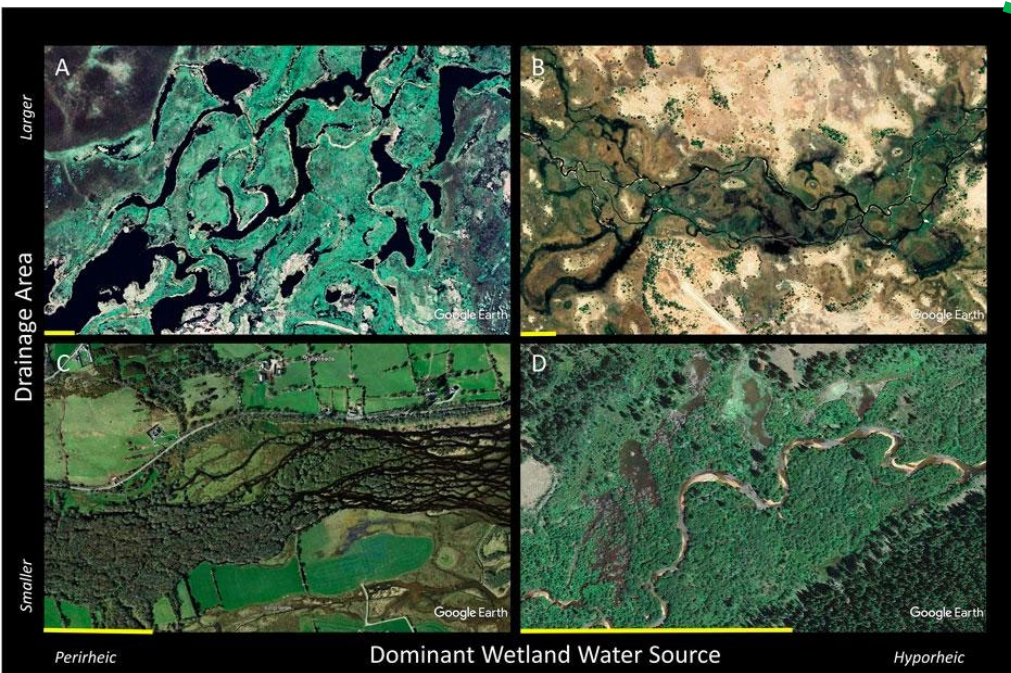 A
B
Larger
Google Earth
Google Earth
Drainage Area
C
D
Smaller
Google Earth
Google Earth
Perirheic
Dominant Wetland Water Source
Hyporheic